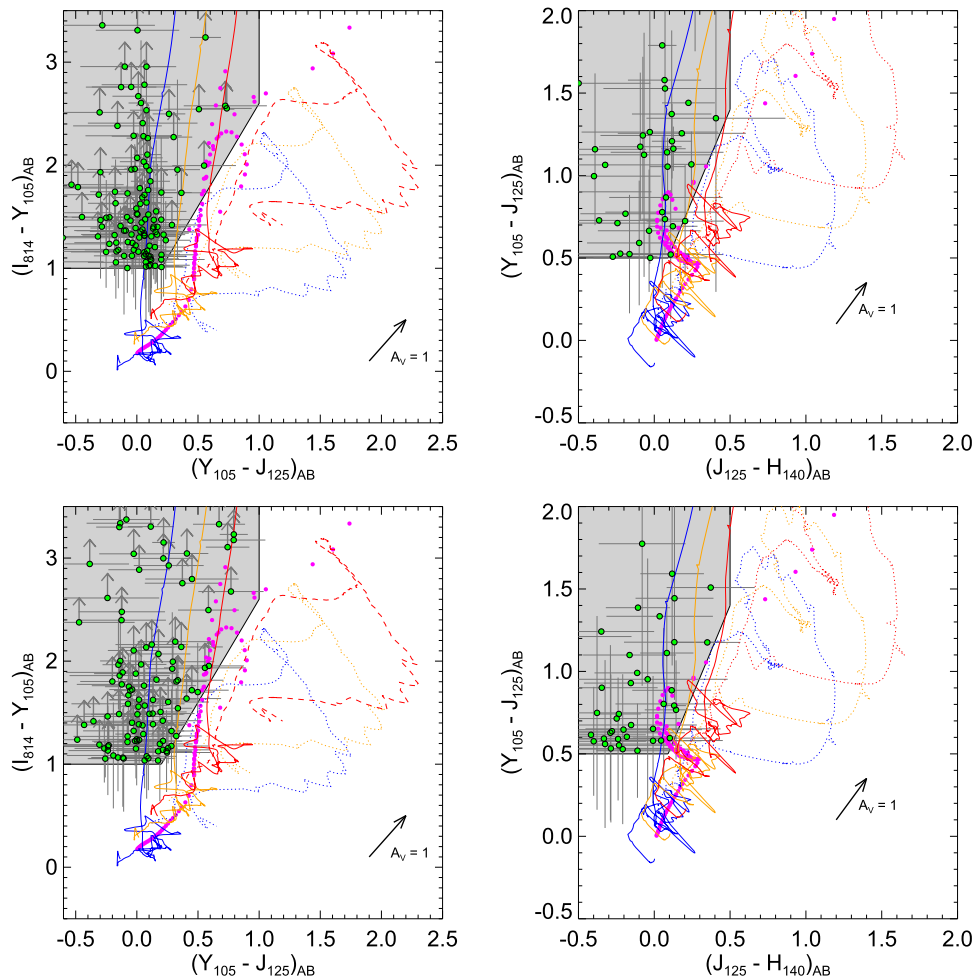 3
2
1
0
(I814 - Y105)AB
-0.5 0.0 0.5 1.0 1.5 2.0 2.5
(Y105 - J125)AB
AV = 1
2.0
1.5
1.0
0.5
0.0
-0.5
(Y105 - J125)AB
-0.5 0.0 0.5 1.0 1.5 2.0
(J125 - H140)AB
AV = 1
3
2
1
0
(I814 - Y105)AB
-0.5 0.0 0.5 1.0 1.5 2.0 2.5
(Y105 - J125)AB
AV = 1
2.0
1.5
1.0
0.5
0.0
-0.5
(Y105 - J125)AB
-0.5 0.0 0.5 1.0 1.5 2.0
(J125 - H140)AB
AV = 1